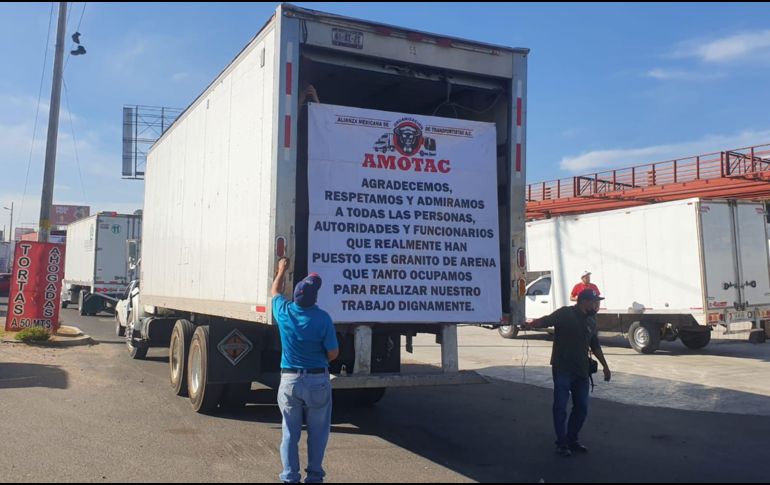 ALIANZA MEXICANA DE ORGANIZACIÓN DE TRANSPORTISTAS A.C.
AMOTAC
AGRADECEMOS,
RESPETAMOS Y ADMIRAMOS
A TODAS LAS PERSONAS,
AUTORIDADES Y FUNCIONARIOS
QUE REALMENTE HAN
PUESTO ESE GRANITO DE ARENA
QUE TANTO OCUPAMOS
PARA REALIZAR NUESTRO
TRABAJO DIGNAMENTE.
TORTAS
AHOGADAS
A 50 MTS